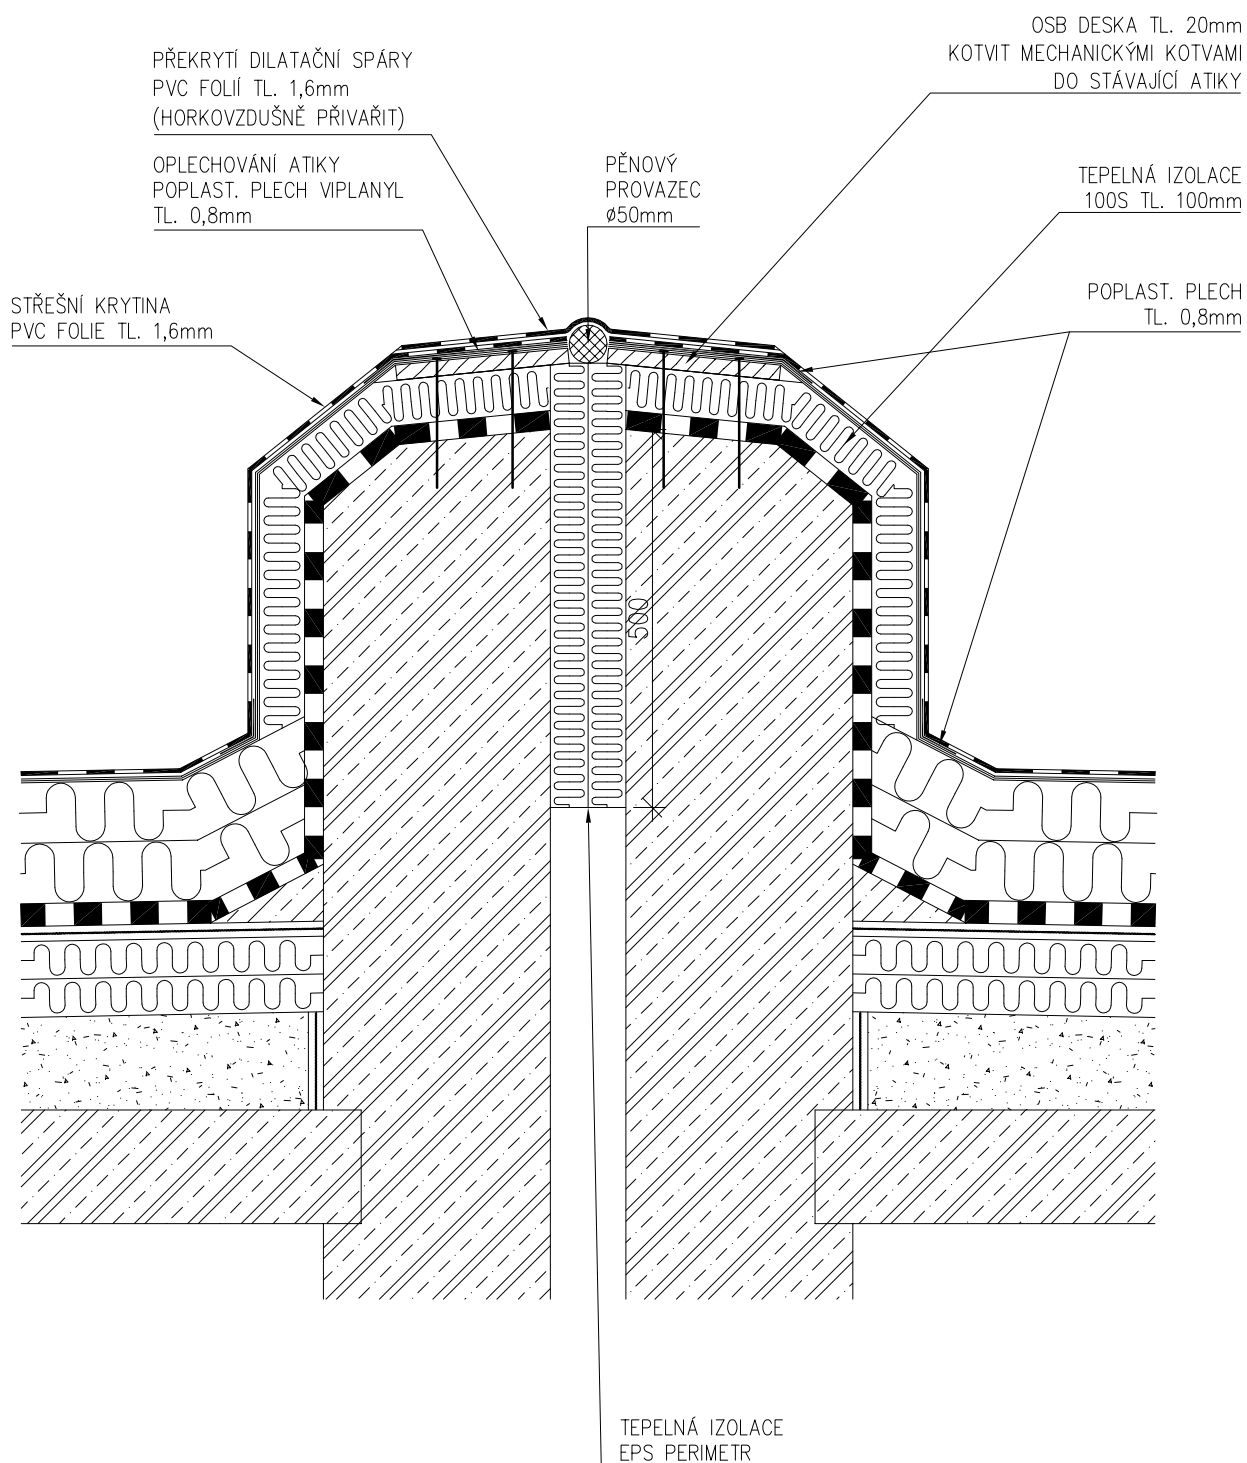 OSB DESKA TL. 20mm
KOTVIT MECHANICKÝMI KOTVAMI
DO STÁVAJÍCÍ ATIKY
PŘEKRYTÍ DILATAČNÍ SPÁRY
PVC FOLIÍ TL. 1,6mm
(HORKOVZDUŠNĚ PŘIVAŘIT)
OPLECHOVÁNÍ ATIKY
POPLAST. PLECH VIPLANYL
TL. 0,8mm
PĚNOVÝ
PROVAZEC
ø50mm
TEPELNÁ IZOLACE
100S TL. 100mm
POPLAST. PLECH
TL. 0,8mm
STŘEŠNÍ KRYTINA
PVC FOLIE TL. 1,6mm
500
TEPELNÁ IZOLACE
EPS PERIMETR